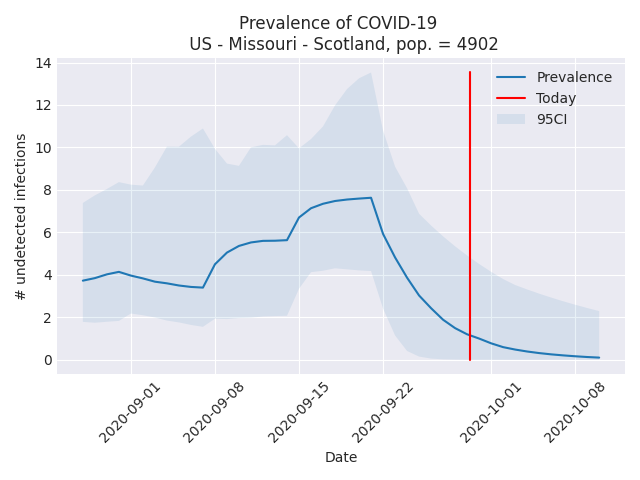 Prevalence of COVID-19
US - Missouri - Scotland, pop. = 4902
14
12
10
8
6
4
2
0
# undetected infections
Prevalence
Today
95CI
2020-09-01
2020-09-08
2020-09-15
2020-09-22
2020-10-01
2020-10-08
Date